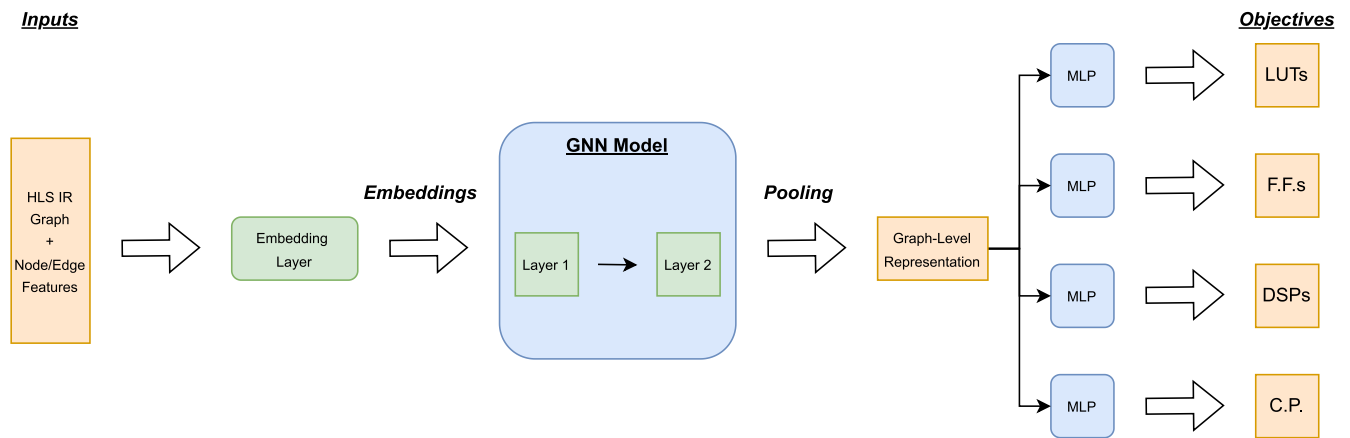 Inputs
HLS IR
Graph
+
Node/Edge
Features
Embedding
Layer
Embeddings
GNN Model
Layer 1
Layer 2
Pooling
Graph-Level
Representation
MLP
MLP
MLP
MLP
Objectives
LUTs
F.F.s
DSPs
C.P.